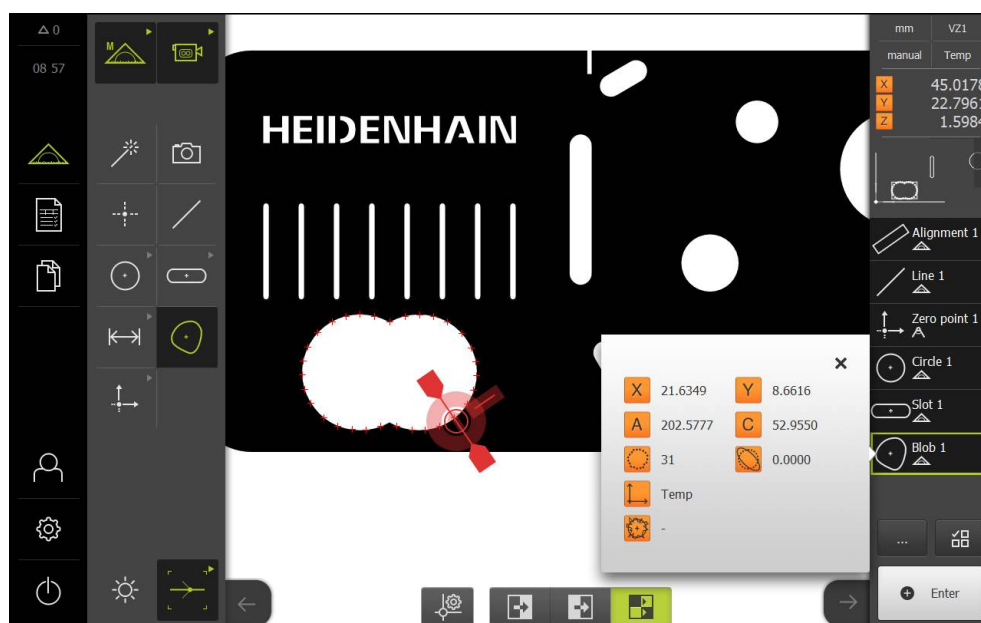 0
08 57
M
HEIDENHAIN
X 21.6349 Y 8.6616
A 202.5777 C 52.9550
31 0.0000
Temp
-
mm VZ1
manual Temp
X 45.0178
Y 22.7961
Z 1.5984
Alignment 1
Line 1
Zero point 1
Circle 1
Slot 1
Blob 1
...
Enter